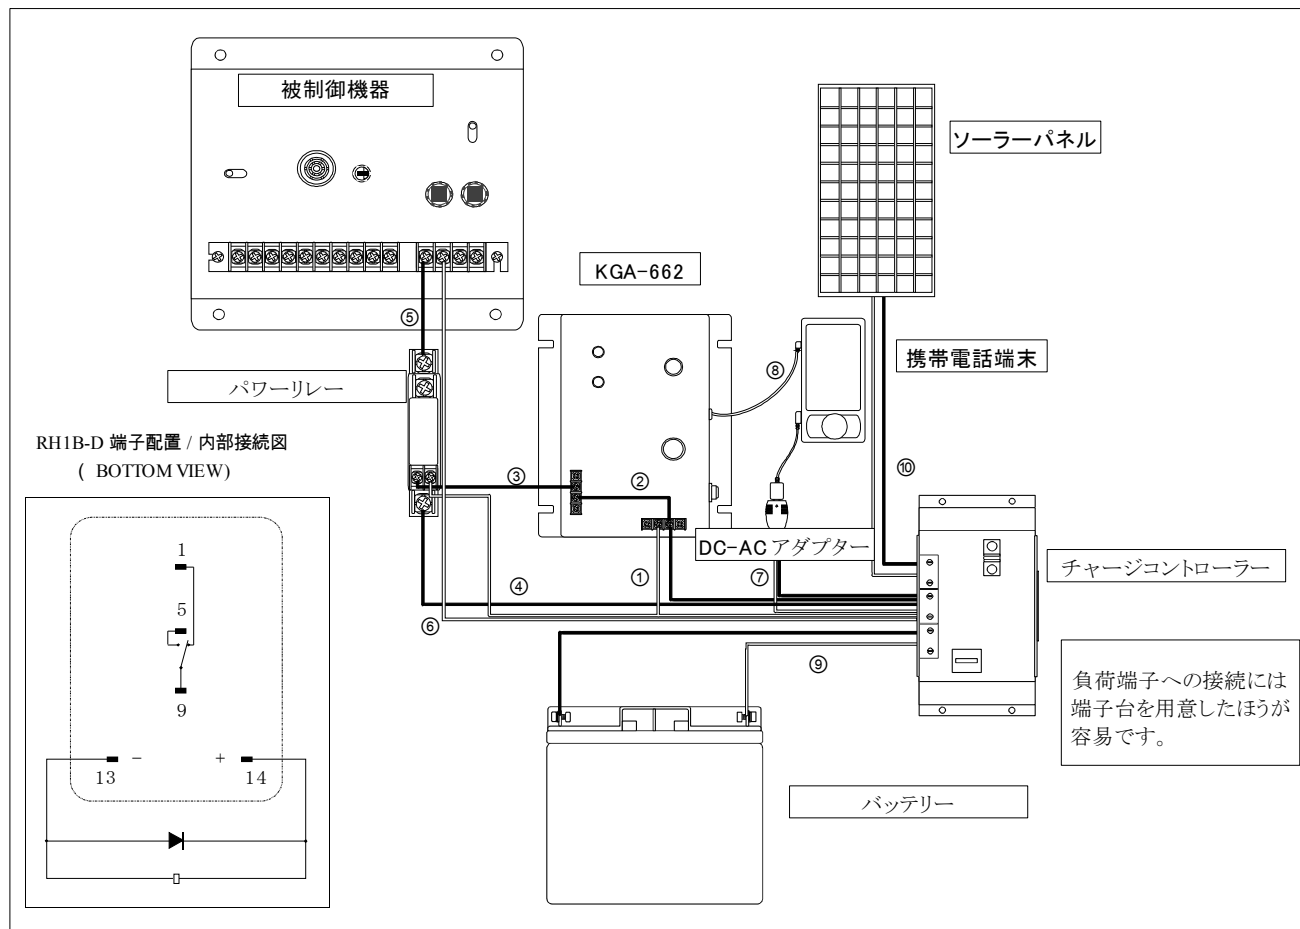 被制御機器
ソーラーパネル
KGA-662
携帯電話端末
⑤
⑧
パワーリレー
RH1B-D 端子配置 / 内部接続図
( BOTTOM VIEW)
③
②
⑩
DC-AC アダプター
チャージコントローラー
①
④
⑦
⑥
⑨
1
5
9
13
−
+
14
負荷端子への接続には
端子台を用意したほうが
容易です。
バッテリー